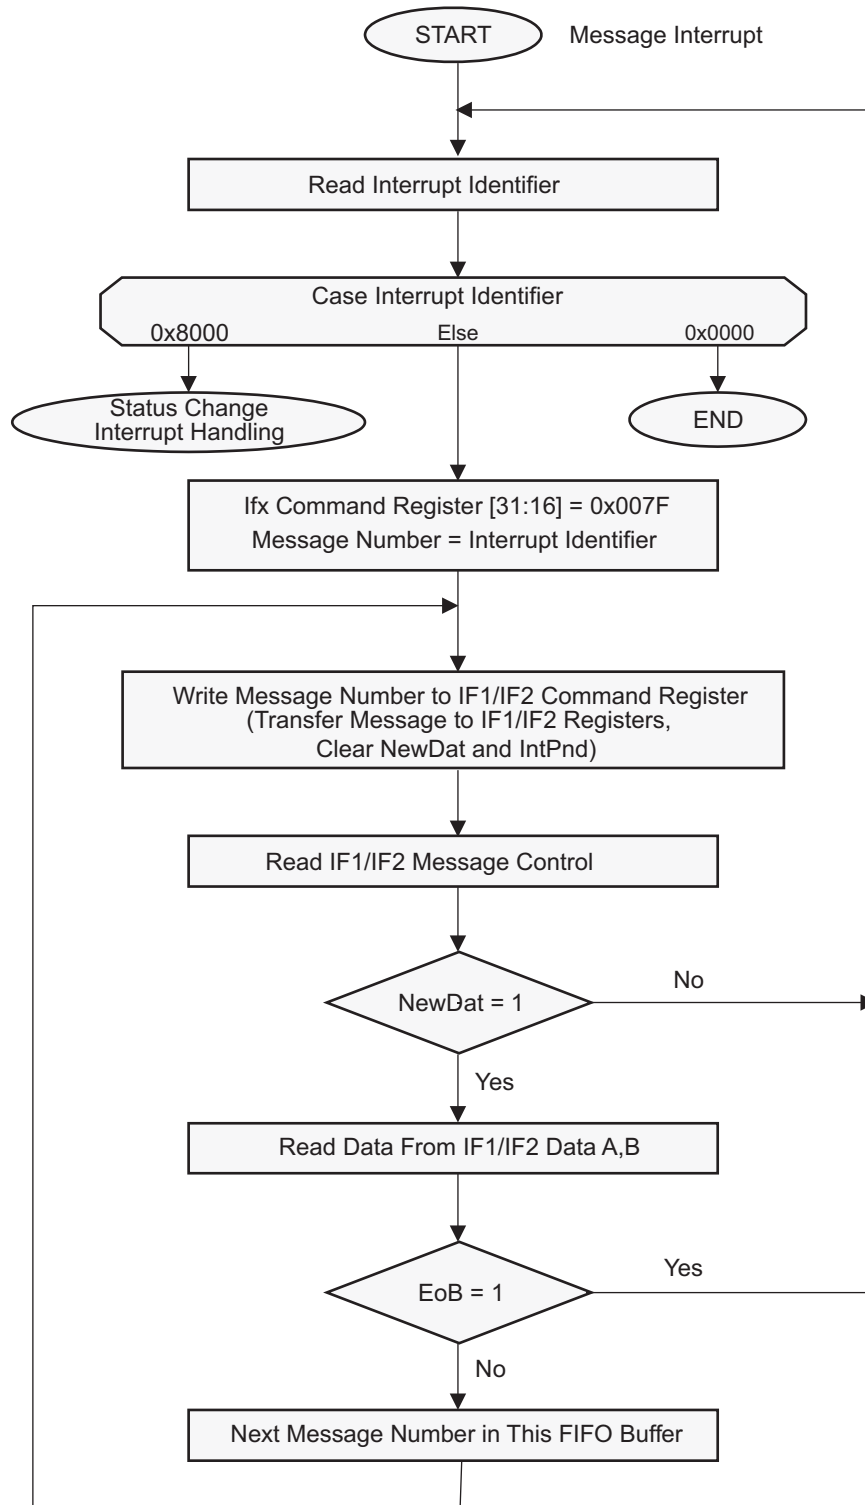 START
Message Interrupt
Read Interrupt Identifier
Case Interrupt Identifier
0x8000
Else
0x0000
Status Change
Interrupt Handling
END
Ifx Command Register [31:16] = 0x007F
Message Number = Interrupt Identifier
Write Message Number to IF1/IF2 Command Register
(Transfer Message to IF1/IF2 Registers,
Clear NewDat and IntPnd)
Read IF1/IF2 Message Control
NewDat = 1
No
Yes
Read Data From IF1/IF2 Data A,B
EoB = 1
Yes
No
Next Message Number in This FIFO Buffer